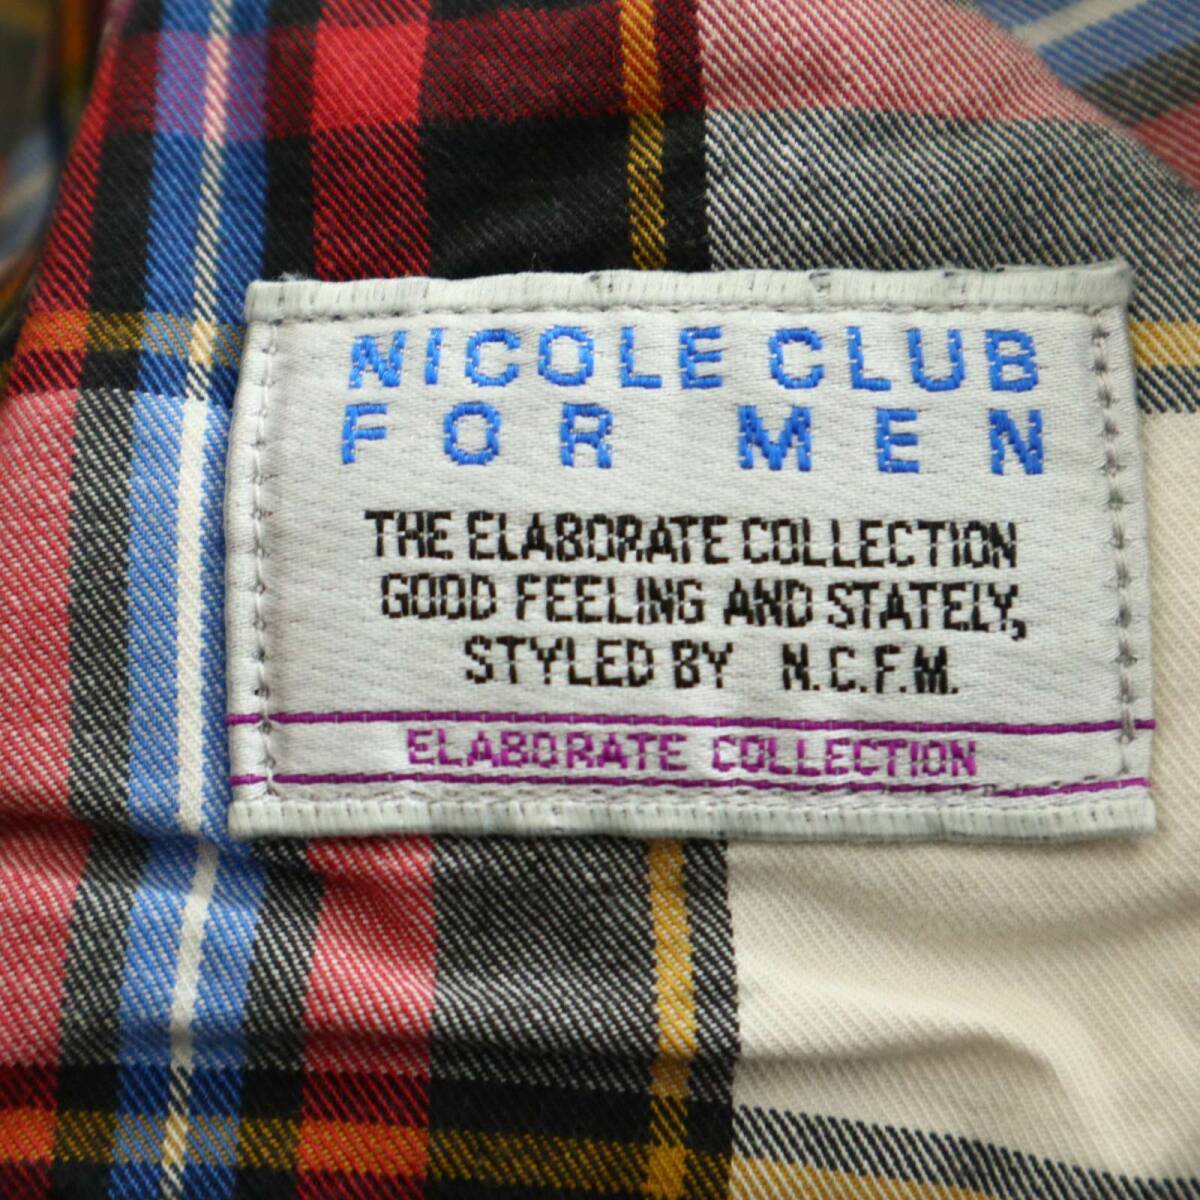 NICOLE CLUB
FOR MEN
THE ELABORATE COLLECTION
GOOD FEELING AND STATELY,
STYLED BY N.C.F.M.
ELABORATE COLLECTION